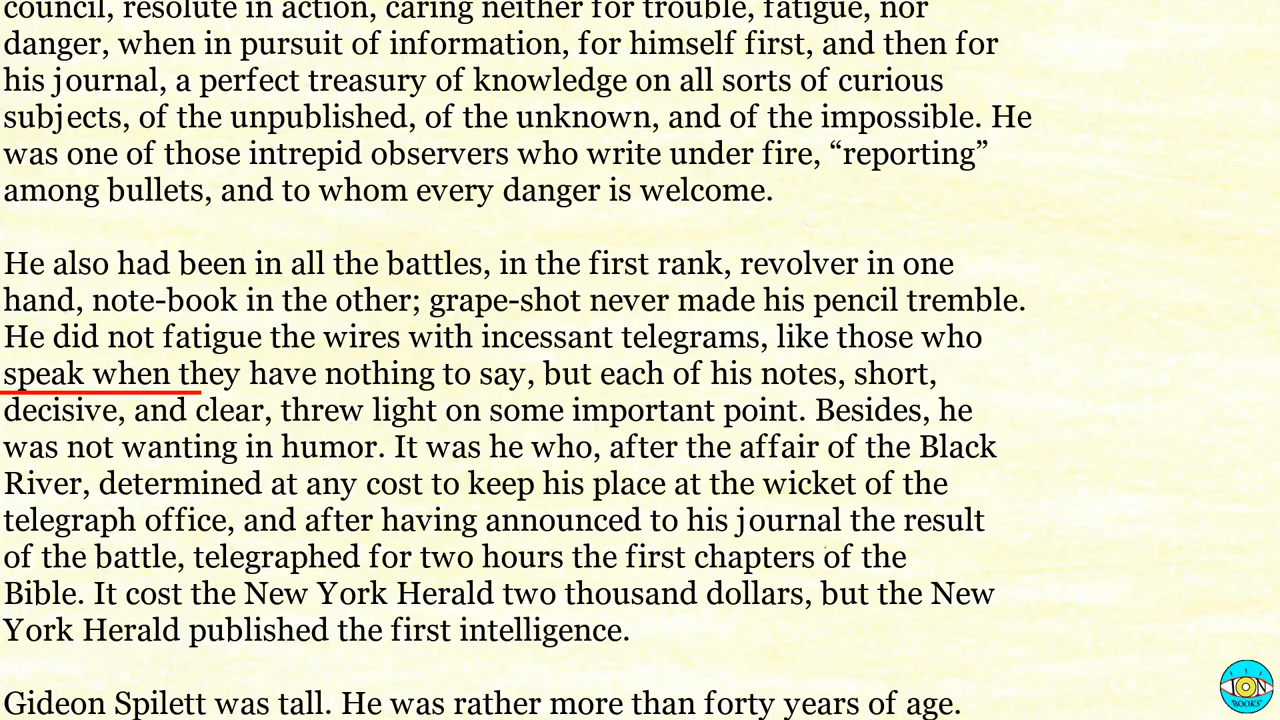 council, resolute in action, caring neither for trouble, fatigue, nor
danger, when in pursuit of information, for himself first, and then for
his journal, a perfect treasury of knowledge on all sorts of curious
subjects, of the unpublished, of the unknown, and of the impossible. He
was one of those intrepid observers who write under fire, “reporting”
among bullets, and to whom every danger is welcome.

He also had been in all the battles, in the first rank, revolver in one
hand, note-book in the other; grape-shot never made his pencil tremble.
He did not fatigue the wires with incessant telegrams, like those who
speak when they have nothing to say, but each of his notes, short,
decisive, and clear, threw light on some important point. Besides, he
was not wanting in humor. It was he who, after the affair of the Black
River, determined at any cost to keep his place at the wicket of the
telegraph office, and after having announced to his journal the result
of the battle, telegraphed for two hours the first chapters of the
Bible. It cost the New York Herald two thousand dollars, but the New
York Herald published the first intelligence.

Gideon Spilett was tall. He was rather more than forty years of age.
ION
BOOKS